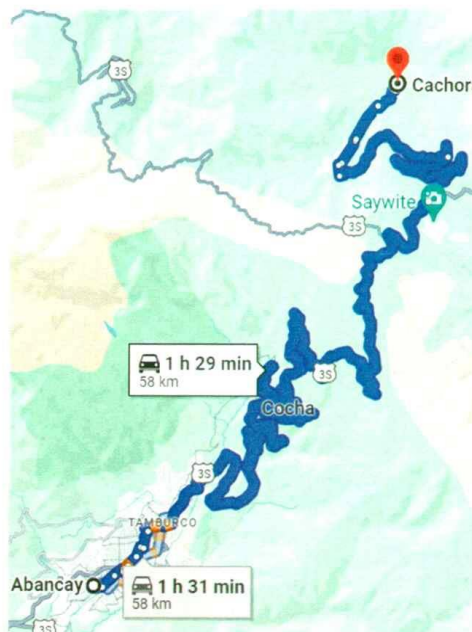 3S
Cachora
Saywite
3S
1 h 29 min
58 km
3S
Cocha
3S
TAMBURCO
Abancay
1 h 31 min
58 km
3S